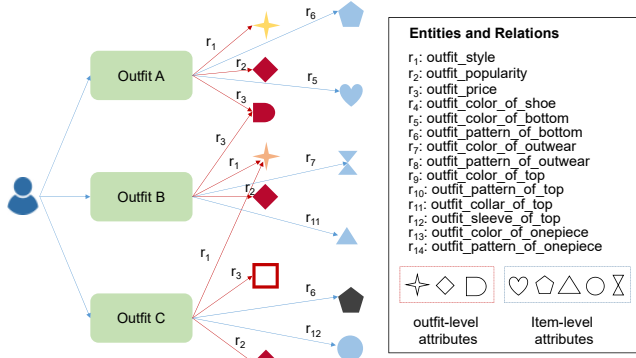 r1
r6
Outfit A
r2
r5
r3
r3
r1
r7
Outfit B
r2
r11
r1
r3
r6
Outfit C
r12
r2
Entities and Relations
r1: outfit_style
r2: outfit_popularity
r3: outfit_price
r4: outfit_color_of_shoe
r5: outfit_color_of_bottom
r6: outfit_pattern_of_bottom
r7: outfit_color_of_outwear
r8: outfit_pattern_of_outwear
r9: outfit_color_of_top
r10: outfit_pattern_of_top
r11: outfit_collar_of_top
r12: outfit_sleeve_of_top
r13: outfit_color_of_onepiece
r14: outfit_pattern_of_onepiece
outfit-level
attributes
Item-level
attributes